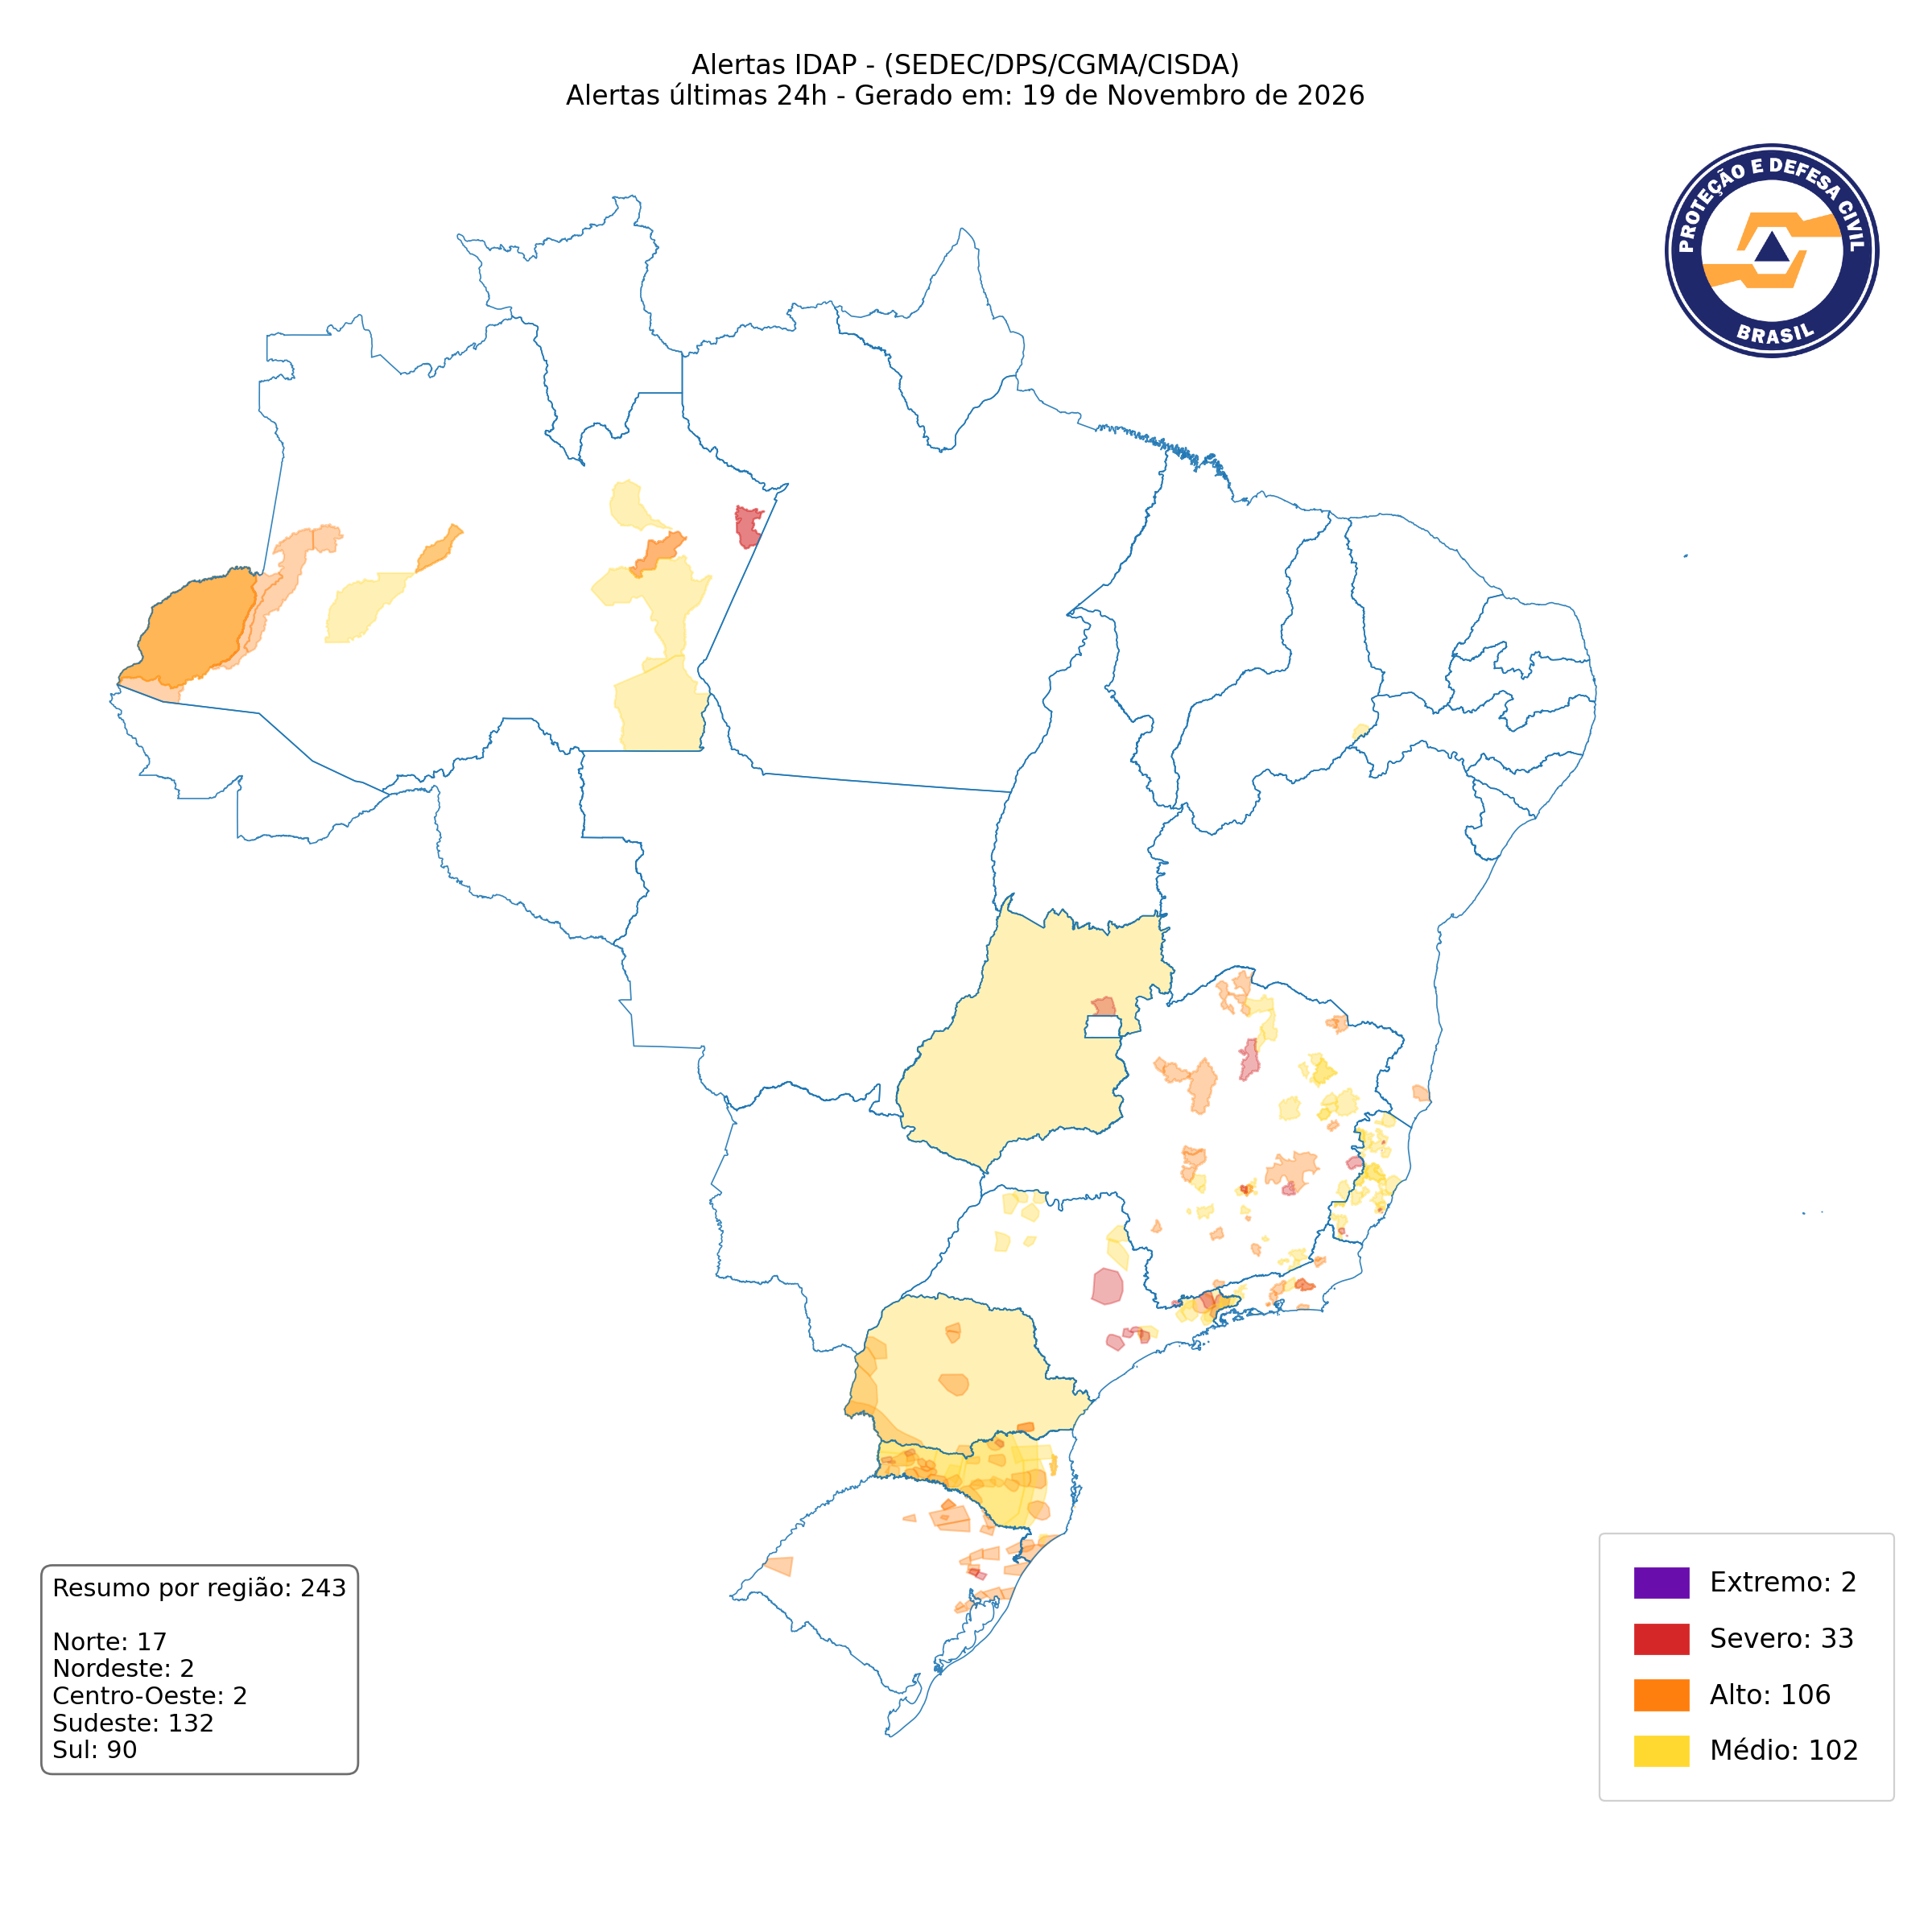 Alertas IDAP - (SEDEC/DPS/CGMA/CISDA)
Alertas últimas 24h - Gerado em: 19 de Novembro de 2026
PROTEÇÃO E DEFESA CIVIL
BRASIL
Resumo por região: 243
Norte: 17
Nordeste: 2
Centro-Oeste: 2
Sudeste: 132
Sul: 90
Extremo: 2
Severo: 33
Alto: 106
Médio: 102